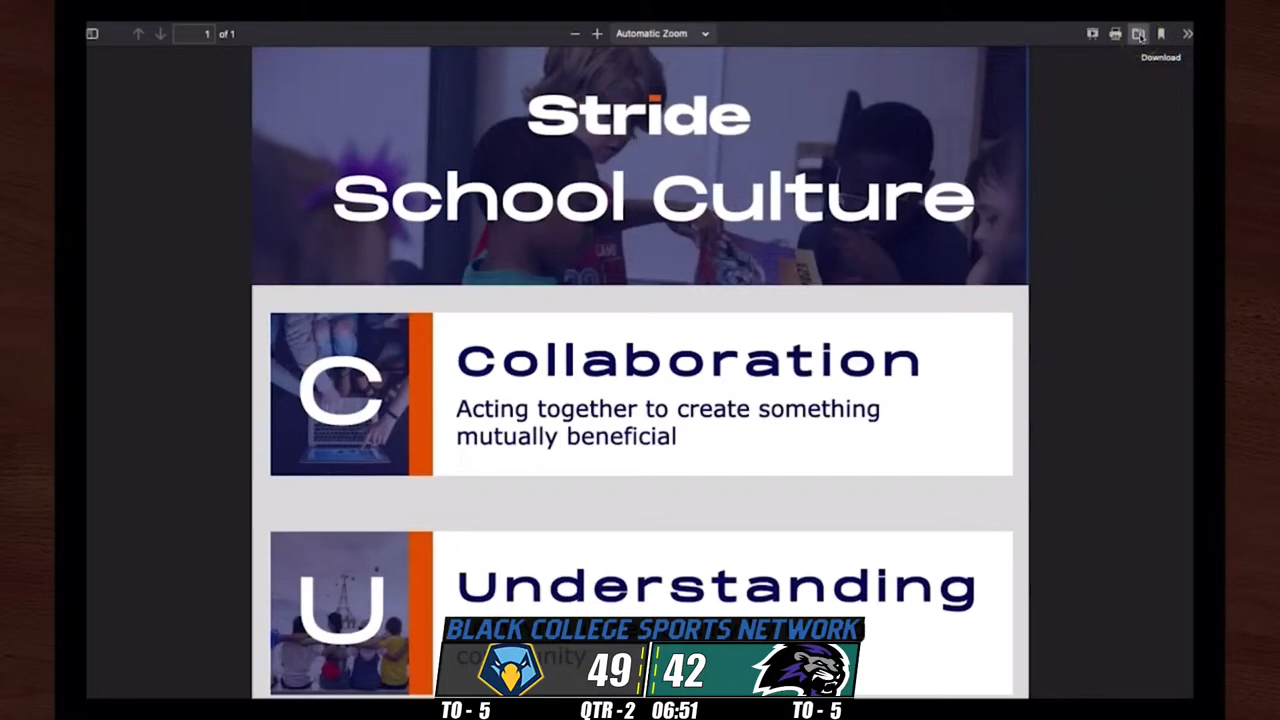 1 of 1
Automatic Zoom
Download
Stride
School Culture
C
Collaboration
Acting together to create something
mutually beneficial
U
Understanding
community
BLACK COLLEGE SPORTS NETWORK
49
42
TO - 5
QTR - 2
06:51
TO - 5